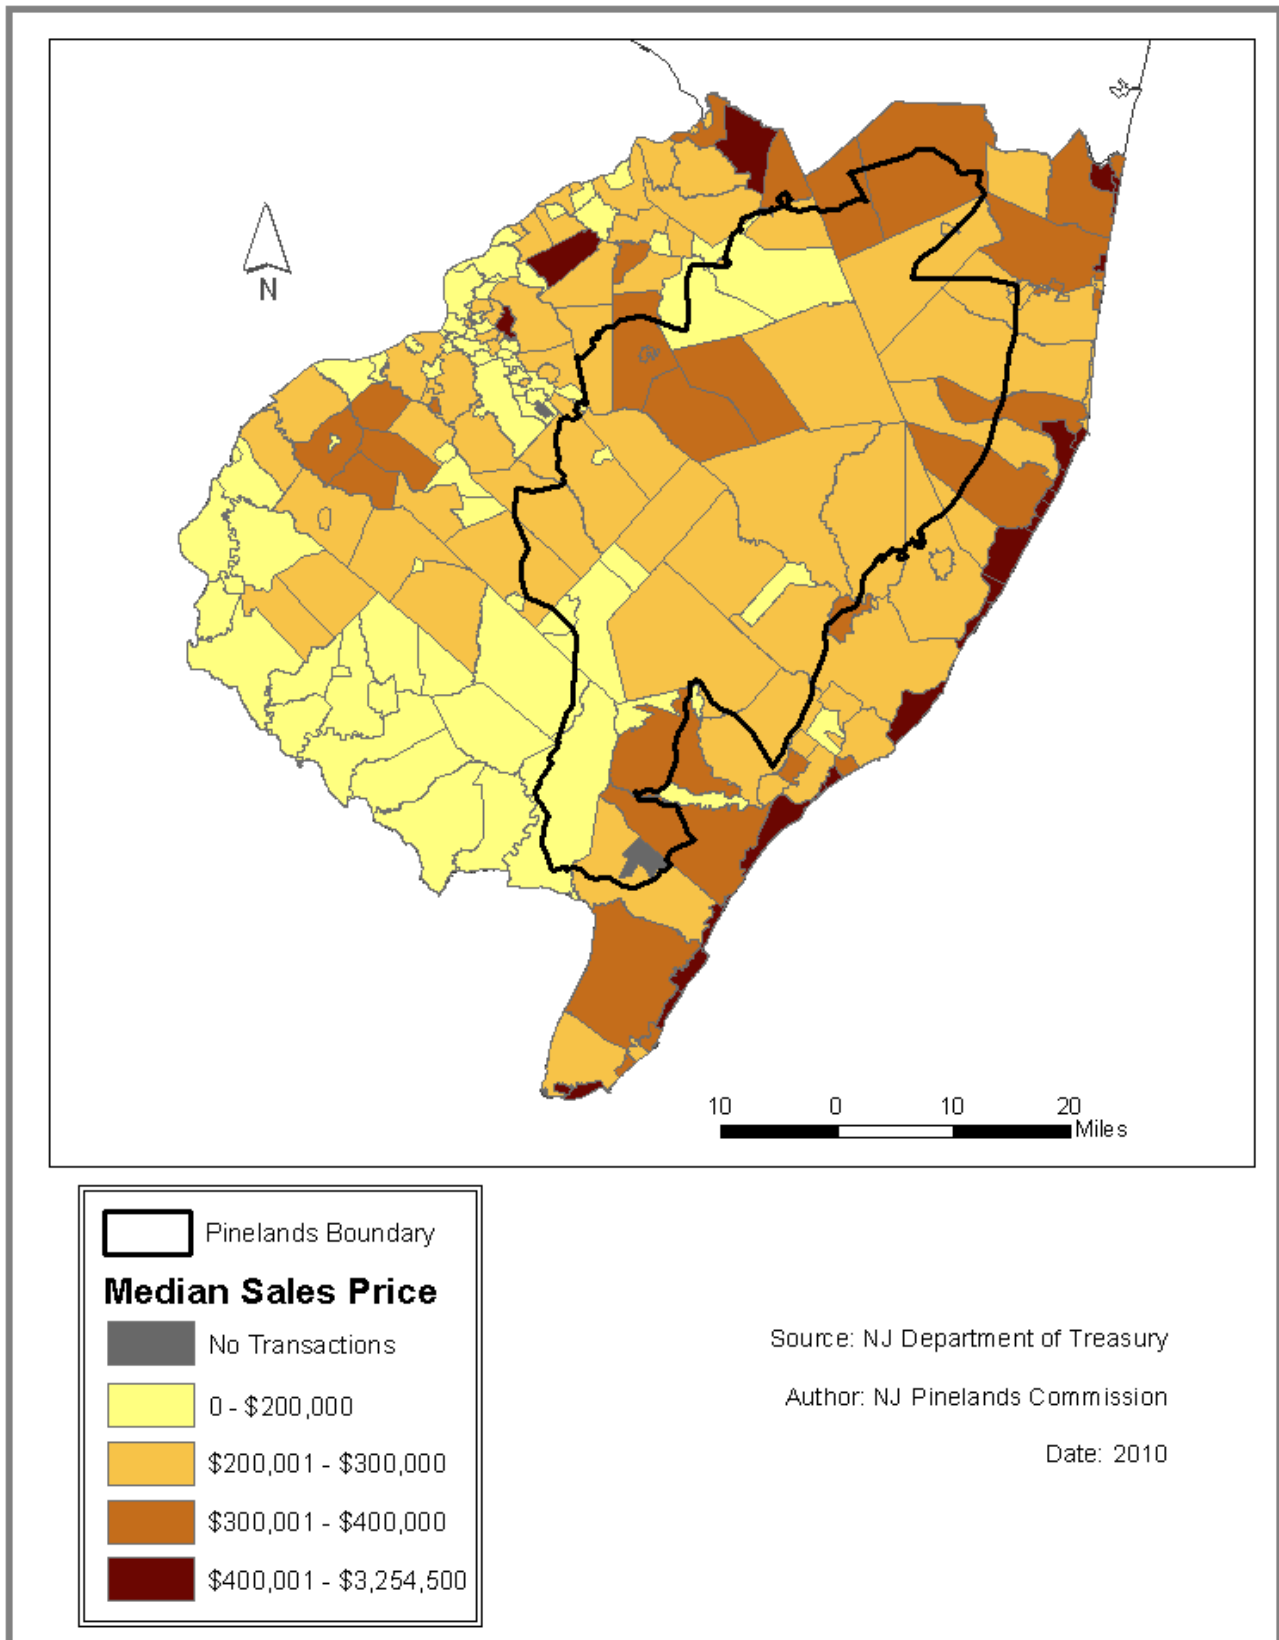 N
10 0 10 20
Miles
Pinelands Boundary
Median Sales Price
No Transactions
0 - $200,000
$200,001 - $300,000
$300,001 - $400,000
$400,001 - $3,254,500
Source: NJ Department of Treasury
Author: NJ Pinelands Commission
Date: 2010